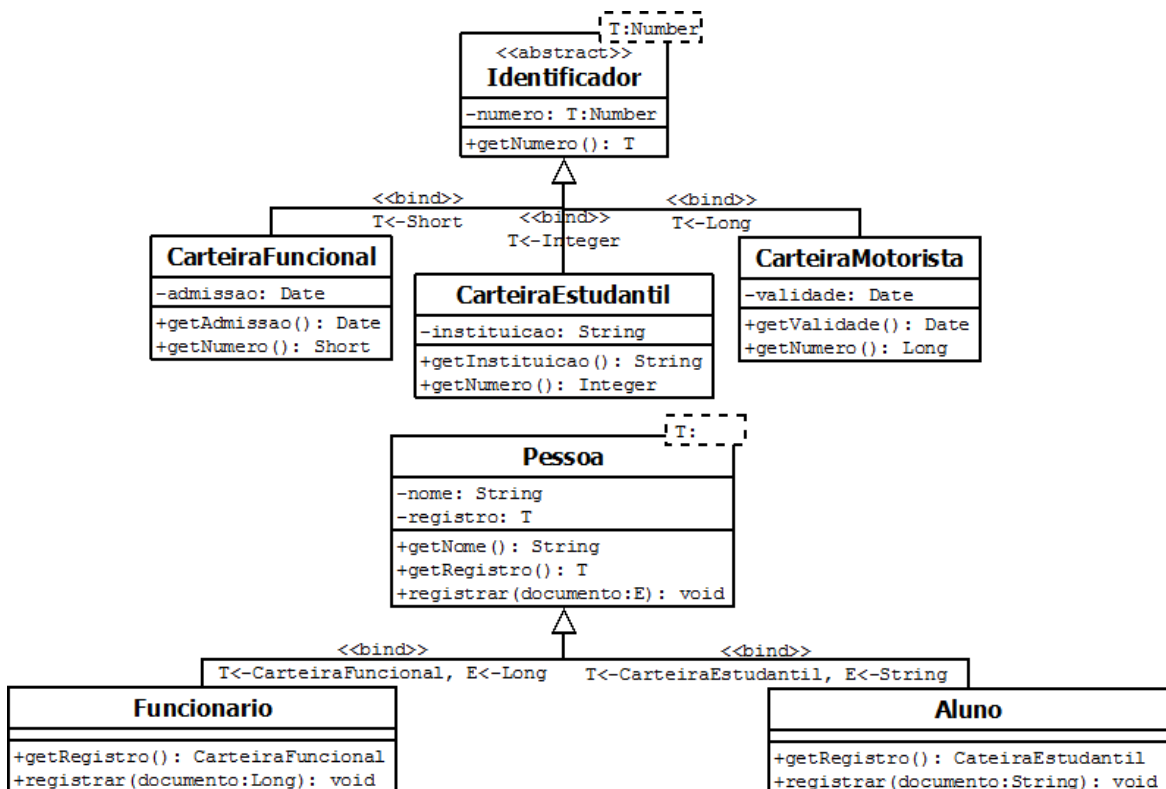 T:Number
<<abstract>>
Identificador
-numero: T:Number
+getNumero(): T
<<bind>>
T<-Short
<<bind>>
T<-Integer
<<bind>>
T<-Long
CarteiraFuncional
-admissao: Date
+getAdmissao(): Date
+getNumero(): Short
CarteiraEstudantil
-instituicao: String
+getInstituicao(): String
+getNumero(): Integer
CarteiraMotorista
-validade: Date
+getValidade(): Date
+getNumero(): Long
T:
Pessoa
-nome: String
-registro: T
+getNome(): String
+getRegistro(): T
+registrar(documento:E): void
<<bind>>
T<-CarteiraFuncional, E<-Long
<<bind>>
T<-CarteiraEstudantil, E<-String
Funcionario
+getRegistro(): CarteiraFuncional
+registrar(documento:Long): void
Aluno
+getRegistro(): CateiraEstudantil
+registrar(documento:String): void